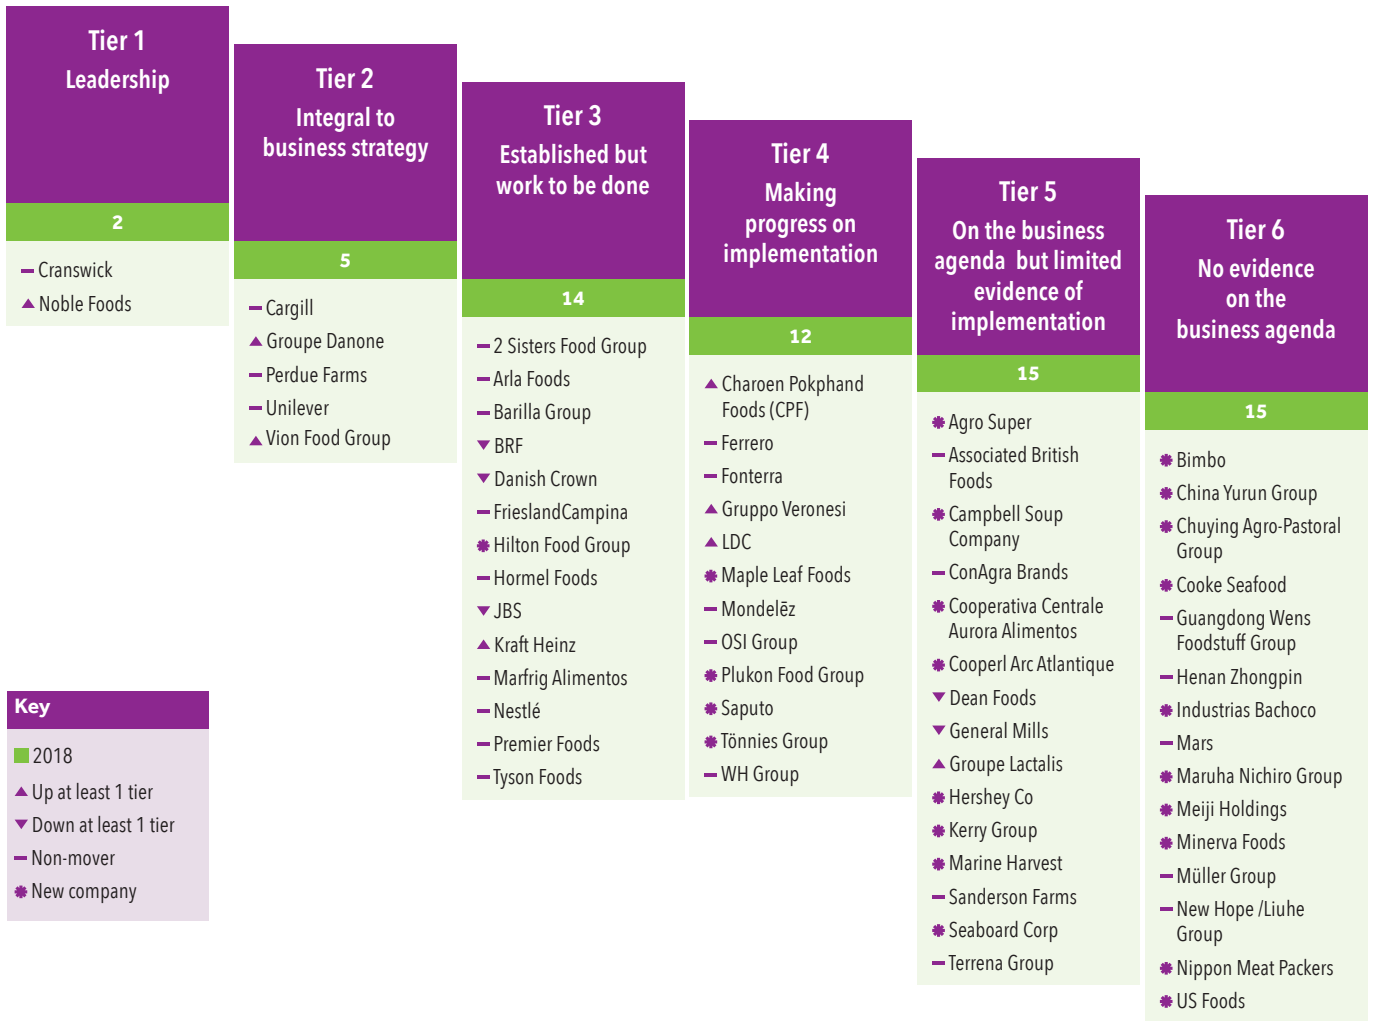 Tier 1
Leadership
2
Cranswick
Noble Foods
Tier 2
Integral to
business strategy
5
Cargill
Groupe Danone
Perdue Farms
Unilever
Vion Food Group
Tier 3
Established but
work to be done
14
2 Sisters Food Group
Arla Foods
Barilla Group
BRF
Danish Crown
FrieslandCampina
Hilton Food Group
Hormel Foods
JBS
Kraft Heinz
Marfrig Alimentos
Nestlé
Premier Foods
Tyson Foods
Tier 4
Making
progress on
implementation
12
Charoen Pokphand
Foods (CPF)
Ferrero
Fonterra
Gruppo Veronesi
LDC
Maple Leaf Foods
Mondelēz
OSI Group
Plukon Food Group
Saputo
Tönnies Group
WH Group
Tier 5
On the business
agenda but limited
evidence of
implementation
15
Agro Super
Associated British
Foods
Campbell Soup
Company
ConAgra Brands
Cooperativa Centrale
Aurora Alimentos
Cooperl Arc Atlantique
Dean Foods
General Mills
Groupe Lactalis
Hershey Co
Kerry Group
Marine Harvest
Sanderson Farms
Seaboard Corp
Terrena Group
Tier 6
No evidence
on the
business agenda
15
Bimbo
China Yurun Group
Chuying Agro-Pastoral
Group
Cooke Seafood
Guangdong Wens
Foodstuff Group
Henan Zhongpin
Industrias Bachoco
Mars
Maruha Nichiro Group
Meiji Holdings
Minerva Foods
Müller Group
New Hope /Liuhe
Group
Nippon Meat Packers
US Foods
Key
2018
Up at least 1 tier
Down at least 1 tier
Non-mover
New company